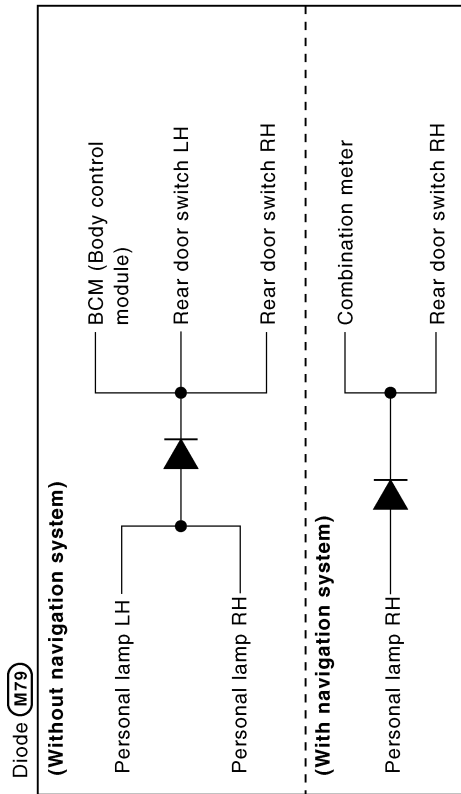 Diode M79
(Without navigation system)
Personal lamp LH
Personal lamp RH
BCM (Body control
module)
Rear door switch LH
Rear door switch RH
(With navigation system)
Personal lamp RH
Combination meter
Rear door switch RH